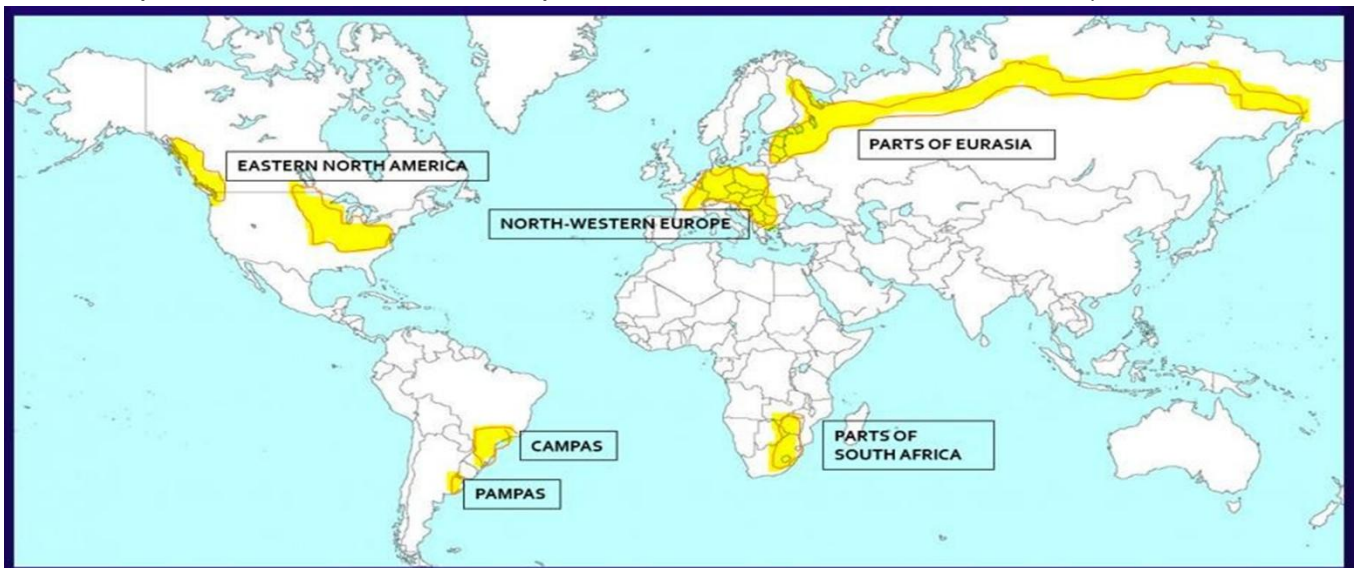 EASTERN NORTH AMERICA
PARTS OF EURASIA
NORTH-WESTERN EUROPE
CAMPAS
PARTS OF
SOUTH AFRICA
PAMPAS